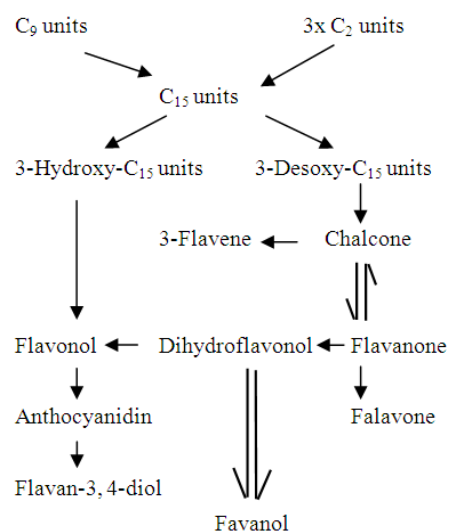 C₉ units 3x C₂ units
C₁₅ units
3-Hydroxy-C₁₅ units 3-Desoxy-C₁₅ units
3-Flavene Chalcone
Flavonol Dihydroflavonol Flavanone
Anthocyanidin Falavone
Flavan-3, 4-diol
Favanol